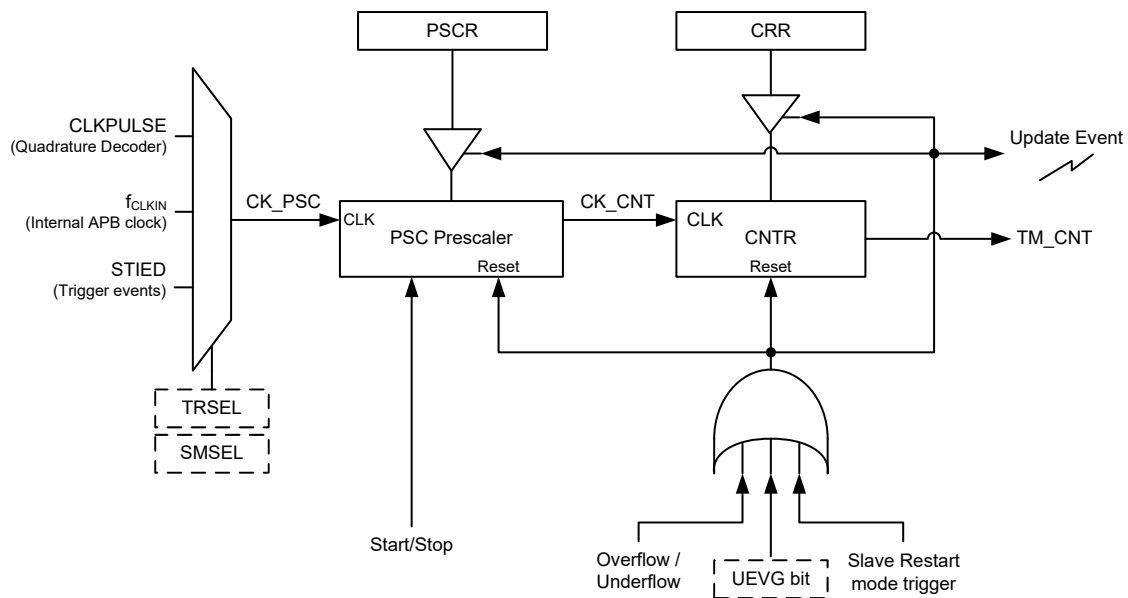 PSCR
CRR
CLKPULSE
(Quadrature Decoder)
Update Event
fCLKIN
(Internal APB clock)
CK_PSC
CLK
PSC Prescaler
Reset
CK_CNT
CLK
CNTR
Reset
TM_CNT
STIED
(Trigger events)
TRSEL
SMSEL
Start/Stop
Overflow /
Underflow
UEVG bit
Slave Restart
mode trigger